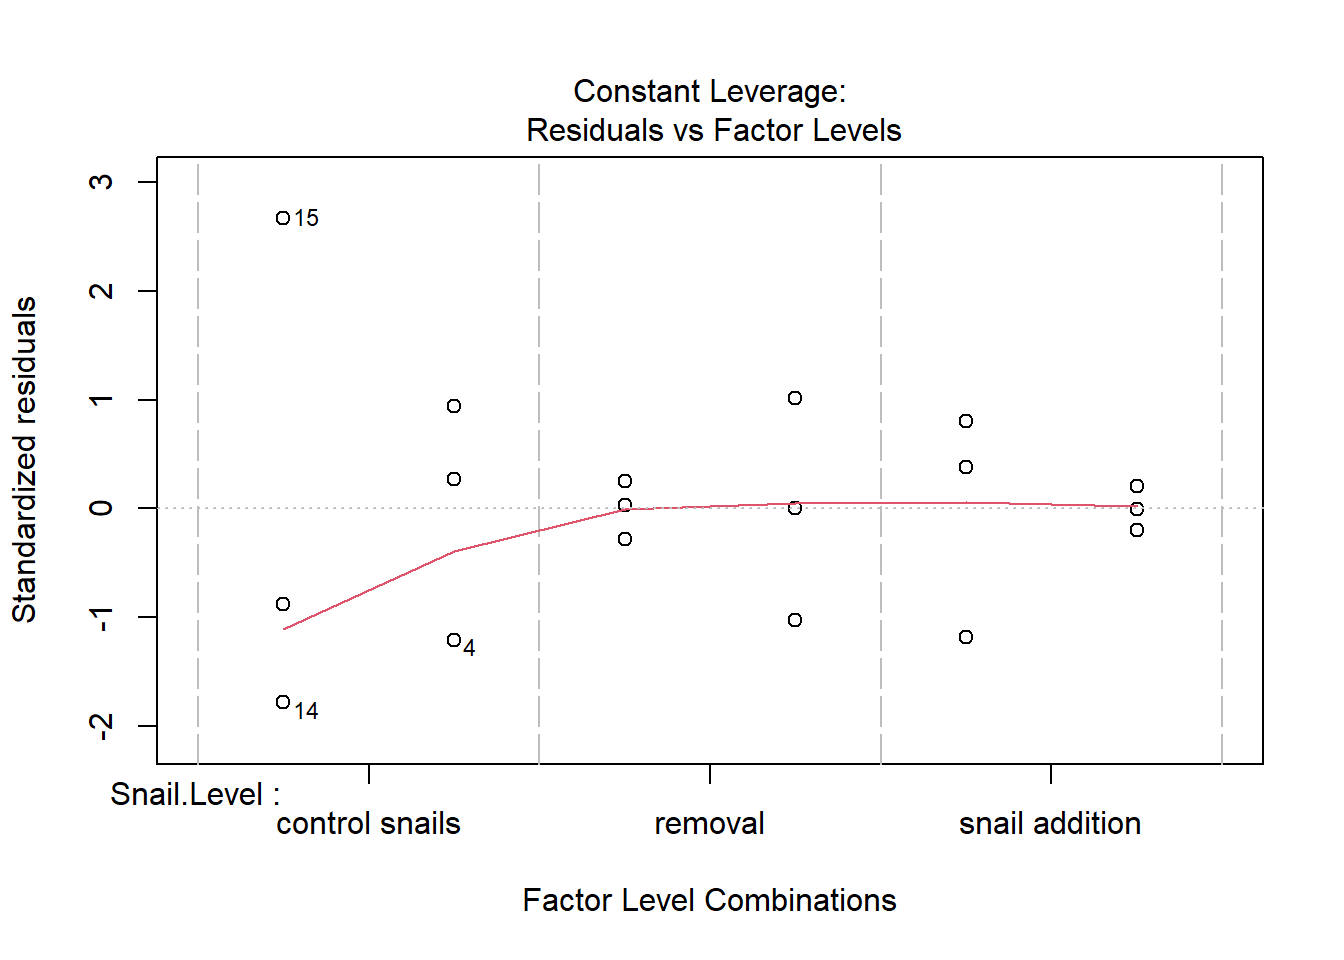 Constant Leverage:
Residuals vs Factor Levels
Standardized residuals
3
2
1
0
-1
-2
15
4
14
Snail.Level :
control snails
removal
snail addition
Factor Level Combinations